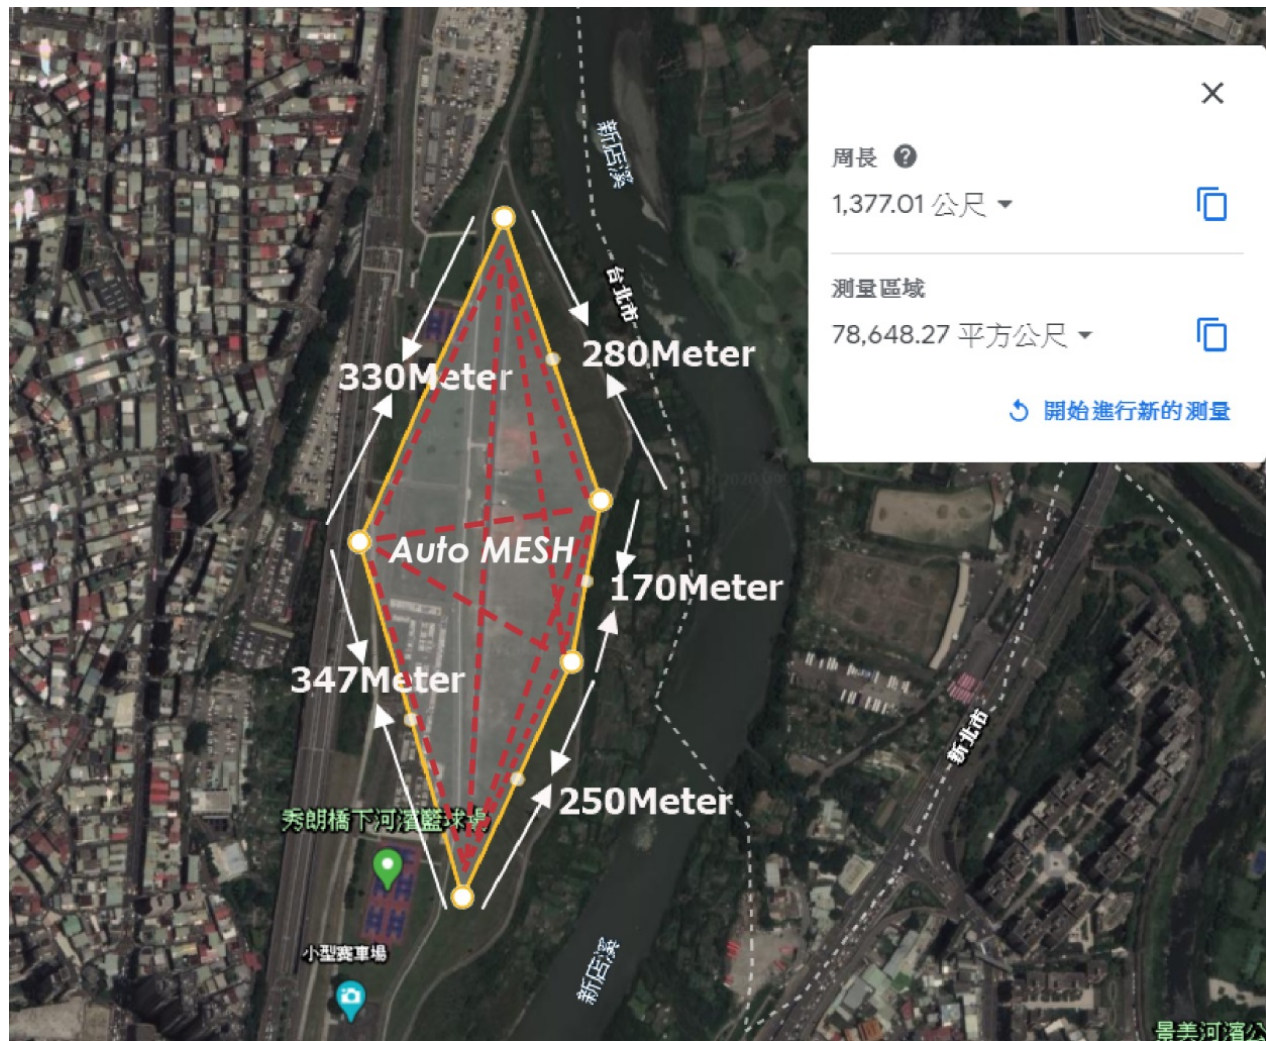 新店溪
台北市
周長
1,377.01 公尺
測量區域
78,648.27 平方公尺
開始進行新的測量
280Meter
330Meter
Auto MESH
170Meter
347Meter
250Meter
秀朗橋下河濱籃球場
小型賽車場
新店溪
新北市
景美河濱公